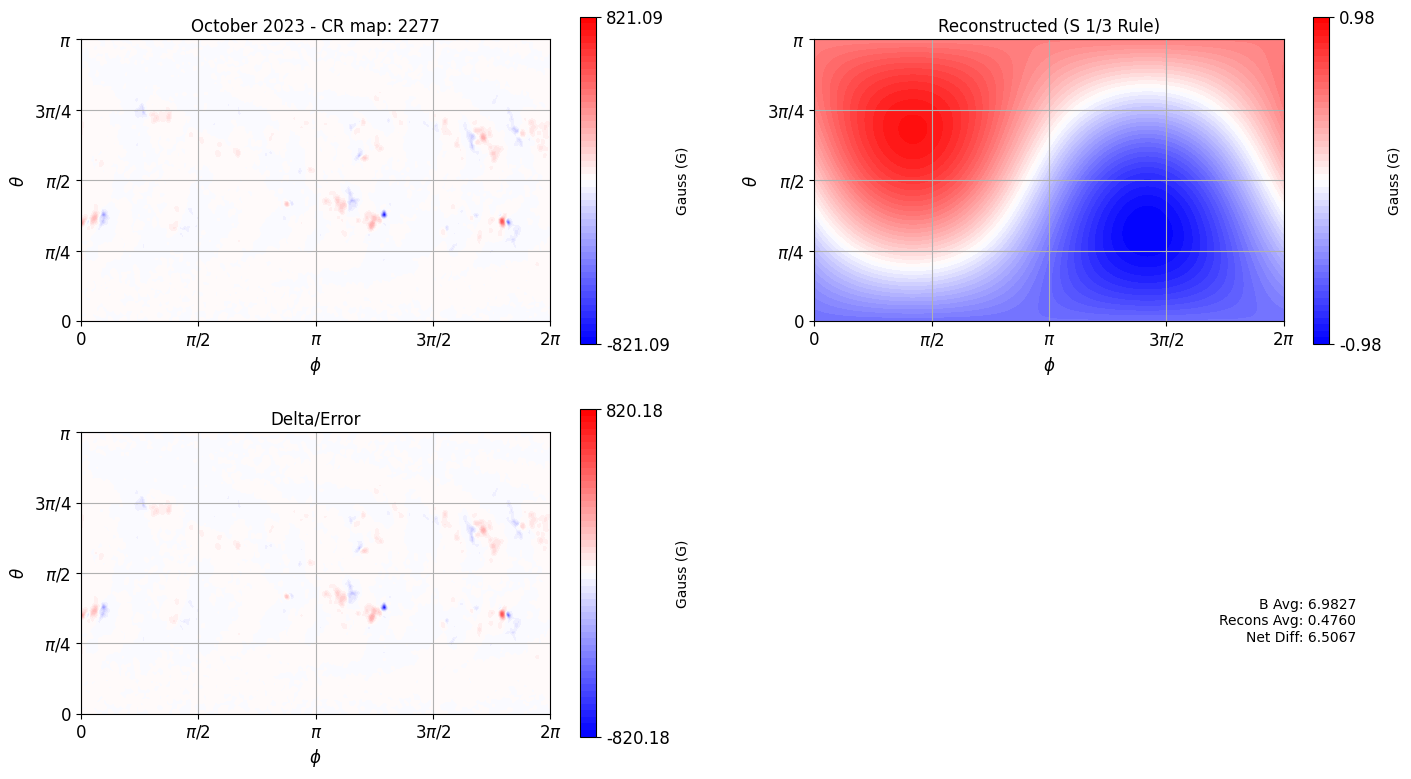 October 2023 - CR map: 2277
π
3π/4
π/2
π/4
0
θ
0
π/2
π
3π/2
2π
ϕ
821.09
-821.09
Gauss (G)
Reconstructed (S 1/3 Rule)
π
3π/4
π/2
π/4
0
θ
0
π/2
π
3π/2
2π
ϕ
0.98
-0.98
Gauss (G)
Delta/Error
π
3π/4
π/2
π/4
0
θ
0
π/2
π
3π/2
2π
ϕ
820.18
-820.18
Gauss (G)
B Avg: 6.9827
Recons Avg: 0.4760
Net Diff: 6.5067